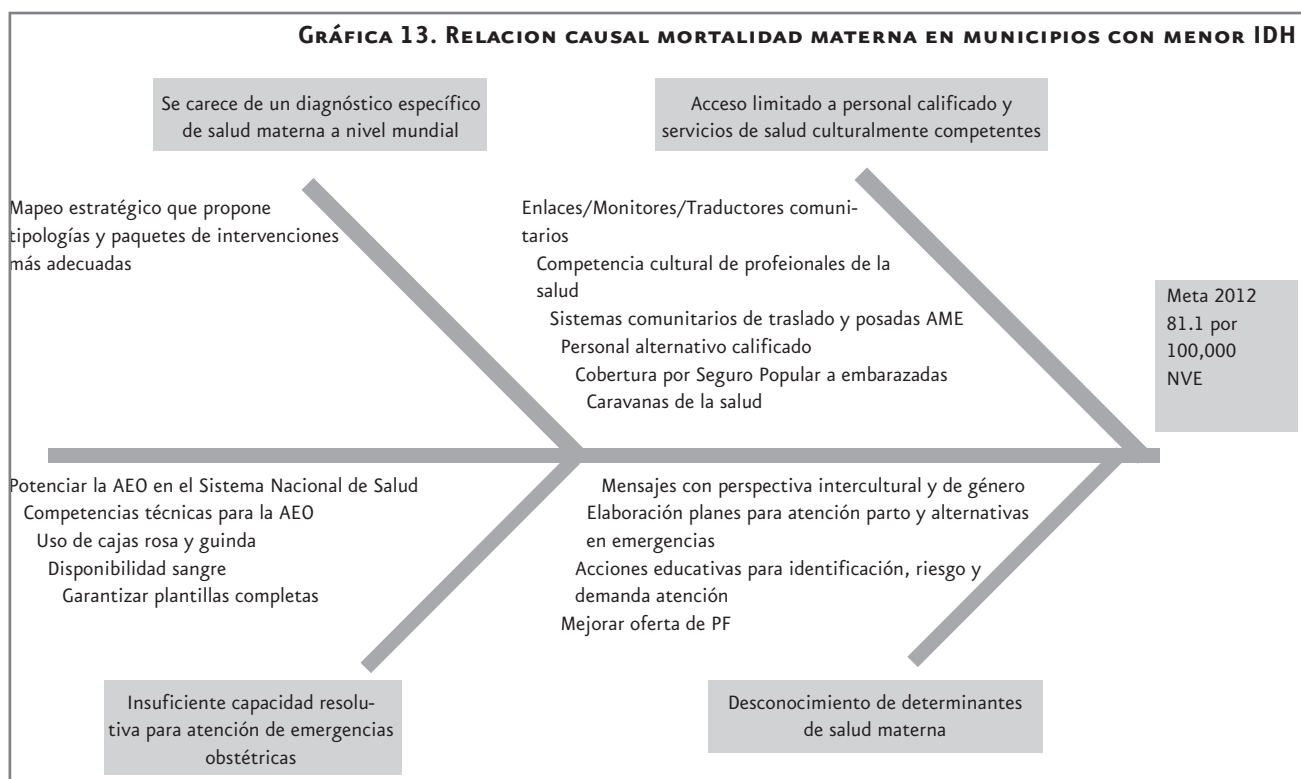 GRÁFICA 13. RELACION CAUSAL MORTALIDAD MATERNA EN MUNICIPIOS CON MENOR IDH
Se carece de un diagnóstico específico
de salud materna a nivel mundial
Acceso limitado a personal calificado y
servicios de salud culturalmente competentes
Mapeo estratégico que propone
tipologías y paquetes de intervenciones
más adecuadas
Enlaces/Monitores/Traductores comuni-
tarios
Competencia cultural de profeionales de la
salud
Sistemas comunitarios de traslado y posadas AME
Personal alternativo calificado
Cobertura por Seguro Popular a embarazadas
Caravanas de la salud
Meta 2012
81.1 por
100,000
NVE
Potenciar la AEO en el Sistema Nacional de Salud
Competencias técnicas para la AEO
Uso de cajas rosa y guinda
Disponibilidad sangre
Garantizar plantillas completas
Mensajes con perspectiva intercultural y de género
Elaboración planes para atención parto y alternativas
en emergencias
Acciones educativas para identificación, riesgo y
demanda atención
Mejorar oferta de PF
Insuficiente capacidad resolu-
tiva para atención de emergencias
obstétricas
Desconocimiento de determinantes
de salud materna